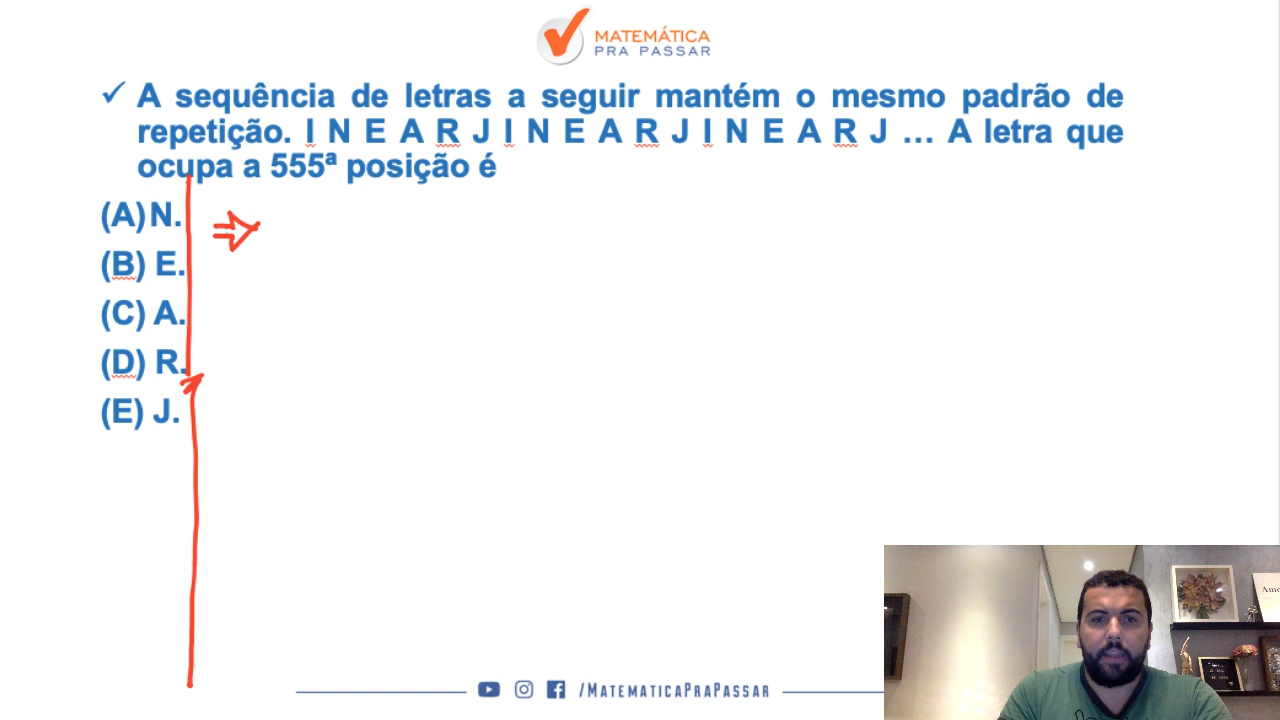 MATEMÁTICA
PRA PASSAR
✓ A sequência de letras a seguir mantém o mesmo padrão de
repetição. I N E A R J I N E A R J I N E A R J ... A letra que
ocupa a 555ª posição é
(A) N.
(B) E.
(C) A.
(D) R.
(E) J.
/MATEMATICAPRAPASSAR